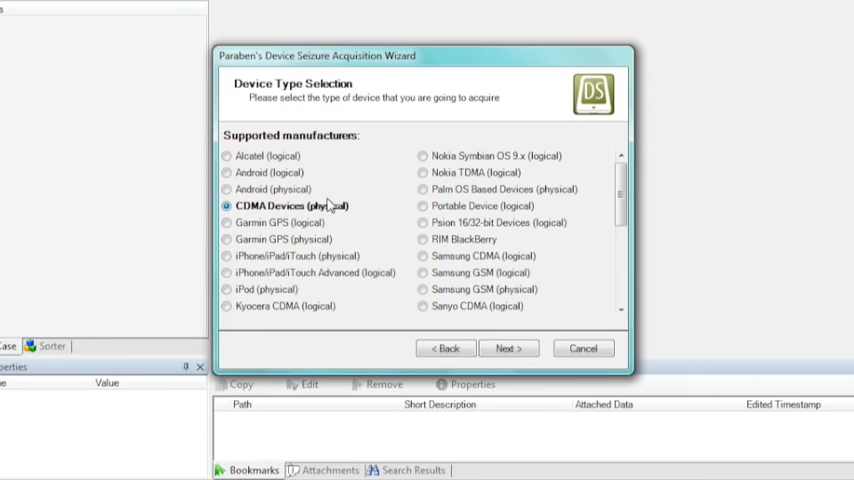 Paraben's Device Seizure Acquisition Wizard
Device Type Selection
Please select the type of device that you are going to acquire
DS
Supported manufacturers:
Alcatel (logical)
Android (logical)
Android (physical)
CDMA Devices (physical)
Garmin GPS (logical)
Garmin GPS (physical)
iPhone/iPad/iTouch (physical)
iPhone/iPad/iTouch Advanced (logical)
iPod (physical)
Kyocera CDMA (logical)
Nokia Symbian OS 9.x (logical)
Nokia TDMA (logical)
Palm OS Based Devices (physical)
Portable Device (logical)
Psion 16/32-bit Devices (logical)
RIM BlackBerry
Samsung CDMA (logical)
Samsung GSM (logical)
Samsung GSM (physical)
Sanyo CDMA (logical)
< Back Next > Cancel
ase Sorter
perties
Value
Copy Edit Remove Properties
Path Short Description Attached Data Edited Timestamp
Bookmarks Attachments Search Results